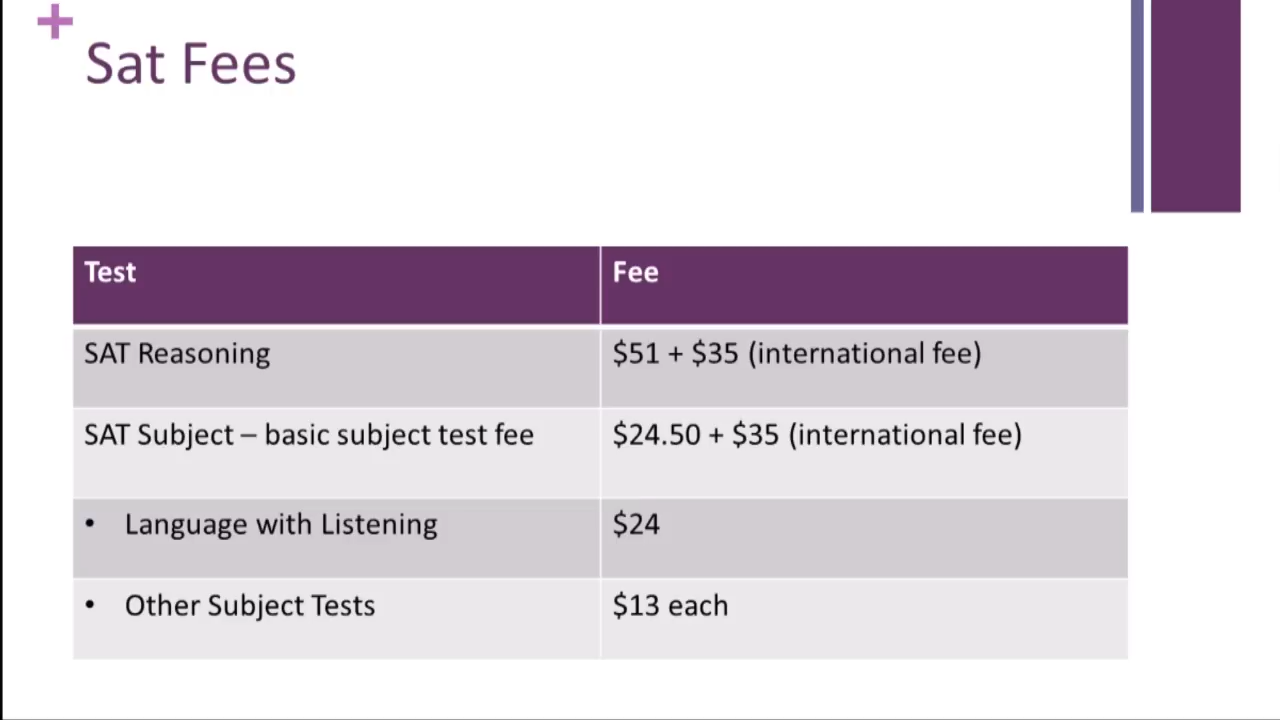 Sat Fees
Test Fee
SAT Reasoning $51 + $35 (international fee)
SAT Subject – basic subject test fee $24.50 + $35 (international fee)
• Language with Listening $24
• Other Subject Tests $13 each